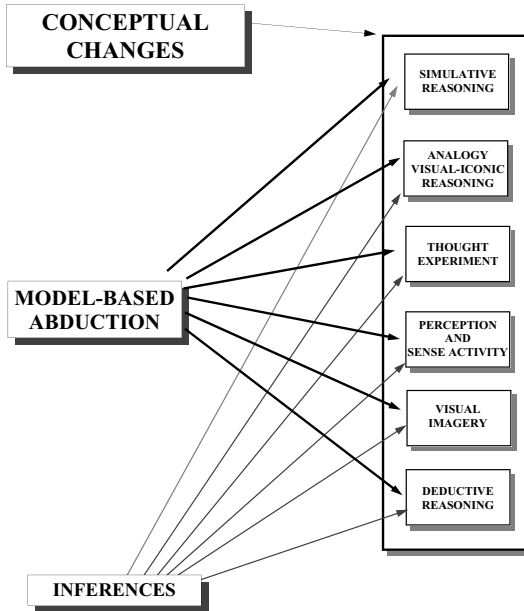 CONCEPTUAL
CHANGES
SIMULATIVE
REASONING
ANALOGY
VISUAL-ICONIC
REASONING
THOUGHT
EXPERIMENT
MODEL-BASED
ABDUCTION
PERCEPTION
AND
SENSE ACTIVITY
VISUAL
IMAGERY
DEDUCTIVE
REASONING
INFERENCES